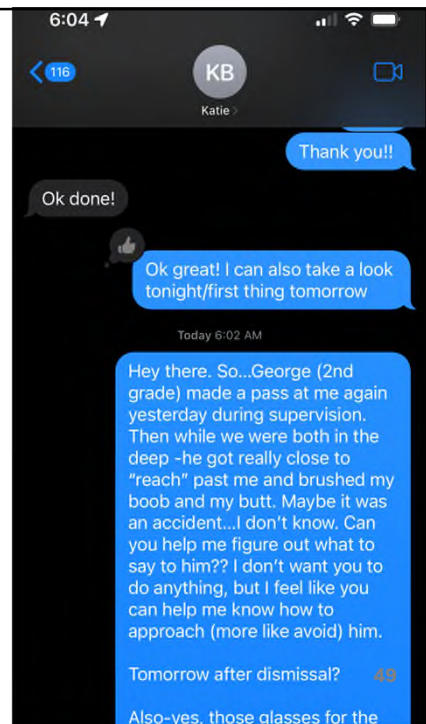 6:04
116
KB
Katie
Thank you!!
Ok done!
Ok great! I can also take a look
tonight/first thing tomorrow
Today 6:02 AM
Hey there. So...George (2nd
grade) made a pass at me again
yesterday during supervision.
Then while we were both in the
deep -he got really close to
“reach” past me and brushed my
boob and my butt. Maybe it was
an accident...I don’t know. Can
you help me figure out what to
say to him?? I don’t want you to
do anything, but I feel like you
can help me know how to
approach (more like avoid) him.
Tomorrow after dismissal?
49
Also-yes, those glasses for the